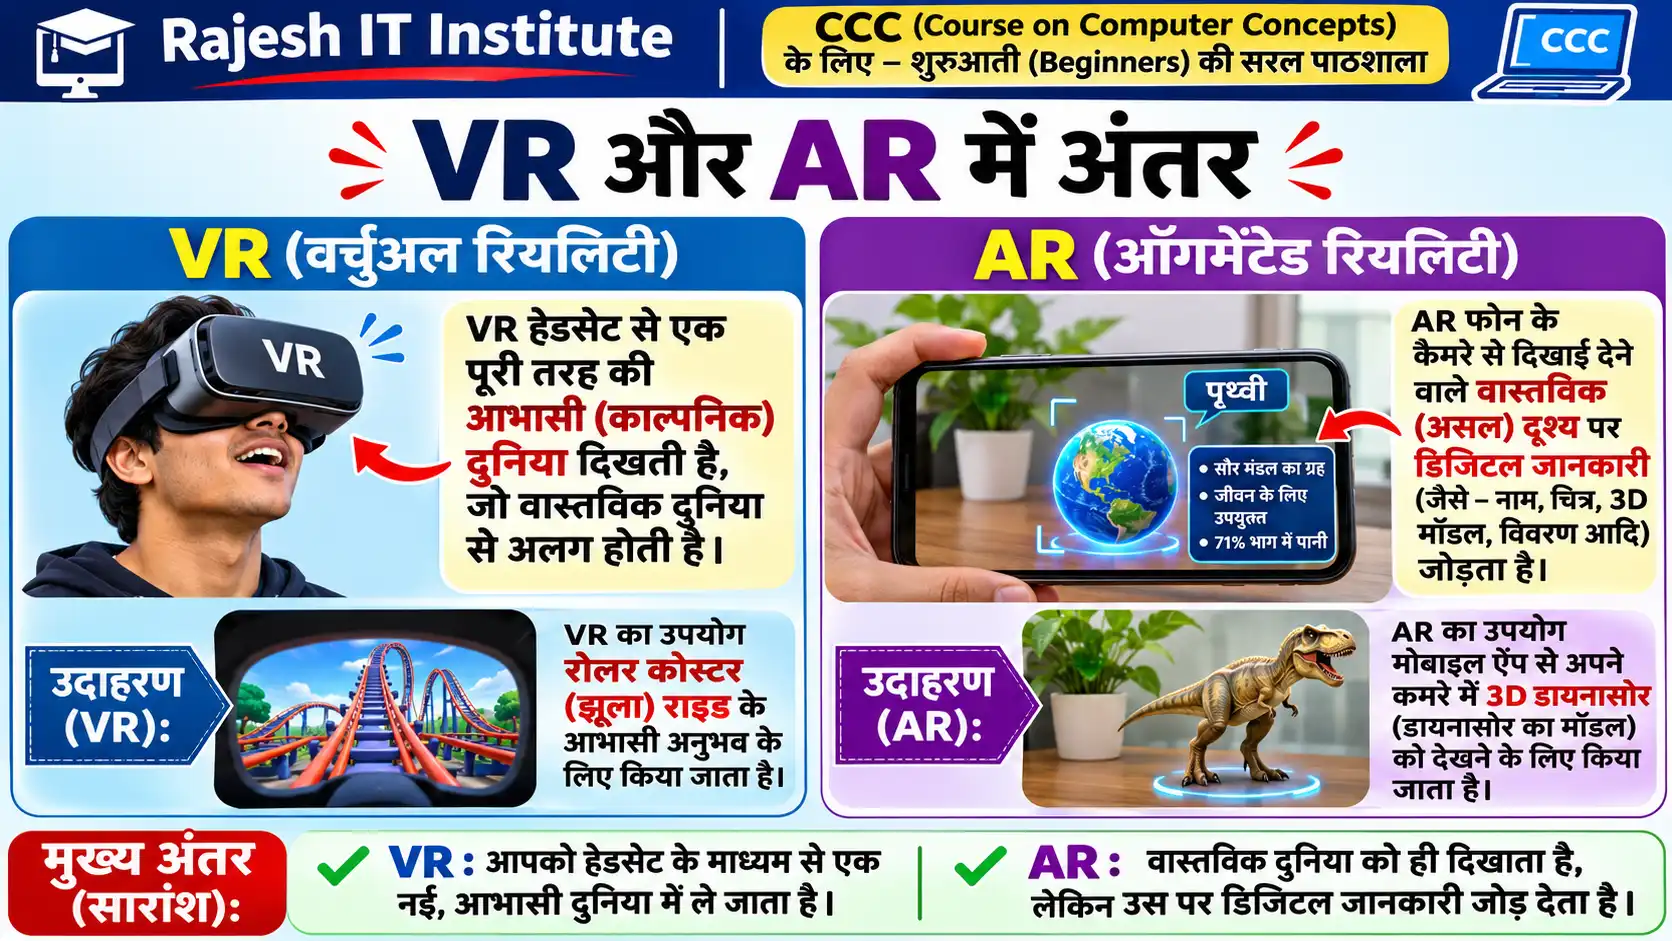 Rajesh IT Institute
CCC (Course on Computer Concepts)
के लिए – शुरुआती (Beginners) की सरल पाठशाला
CCC
VR और AR में अंतर
VR (वर्चुअल रियलिटी)
VR
VR हेडसेट से एक
पूरी तरह की
आभासी (काल्पनिक)
दुनिया दिखती है,
जो वास्तविक दुनिया
से अलग होती है।
उदाहरण
(VR):
VR का उपयोग
रोलर कोस्टर
(झूला) राइड के
आभासी अनुभव के
लिए किया जाता है।
AR (ऑगमेंटेड रियलिटी)
पृथ्वी
• सौर मंडल का ग्रह
• जीवन के लिए
उपयुक्त
• 71% भाग में पानी
AR फोन के
कैमरे से दिखाई देने
वाले वास्तविक
(असल) दृश्य पर
डिजिटल जानकारी
(जैसे – नाम, चित्र, 3D
मॉडल, विवरण आदि)
जोड़ता है।
उदाहरण
(AR):
AR का उपयोग
मोबाइल ऐप से अपने
कमरे में 3D डायनासोर
(डायनासोर का मॉडल)
को देखने के लिए किया
जाता है।
मुख्य अंतर
(सारांश):
VR : आपको हेडसेट के माध्यम से एक
नई, आभासी दुनिया में ले जाता है।
AR : वास्तविक दुनिया को ही दिखाता है,
लेकिन उस पर डिजिटल जानकारी जोड़ देता है।